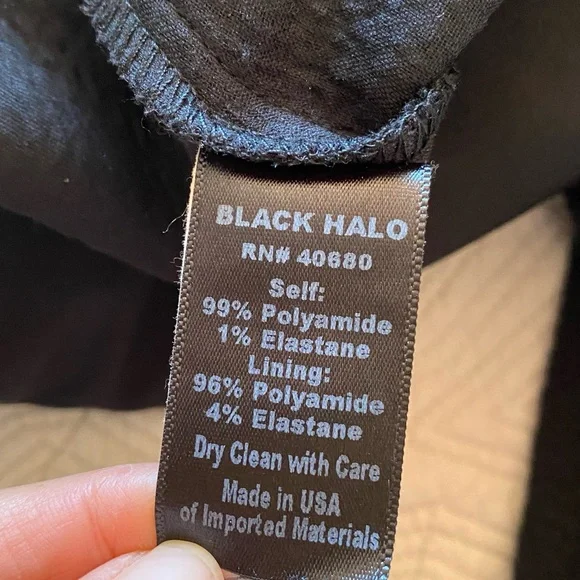 BLACK HALO
RN# 40680
Self:
99% Polyamide
1% Elastane
Lining:
96% Polyamide
4% Elastane
Dry Clean with Care
Made in USA
of Imported Materials